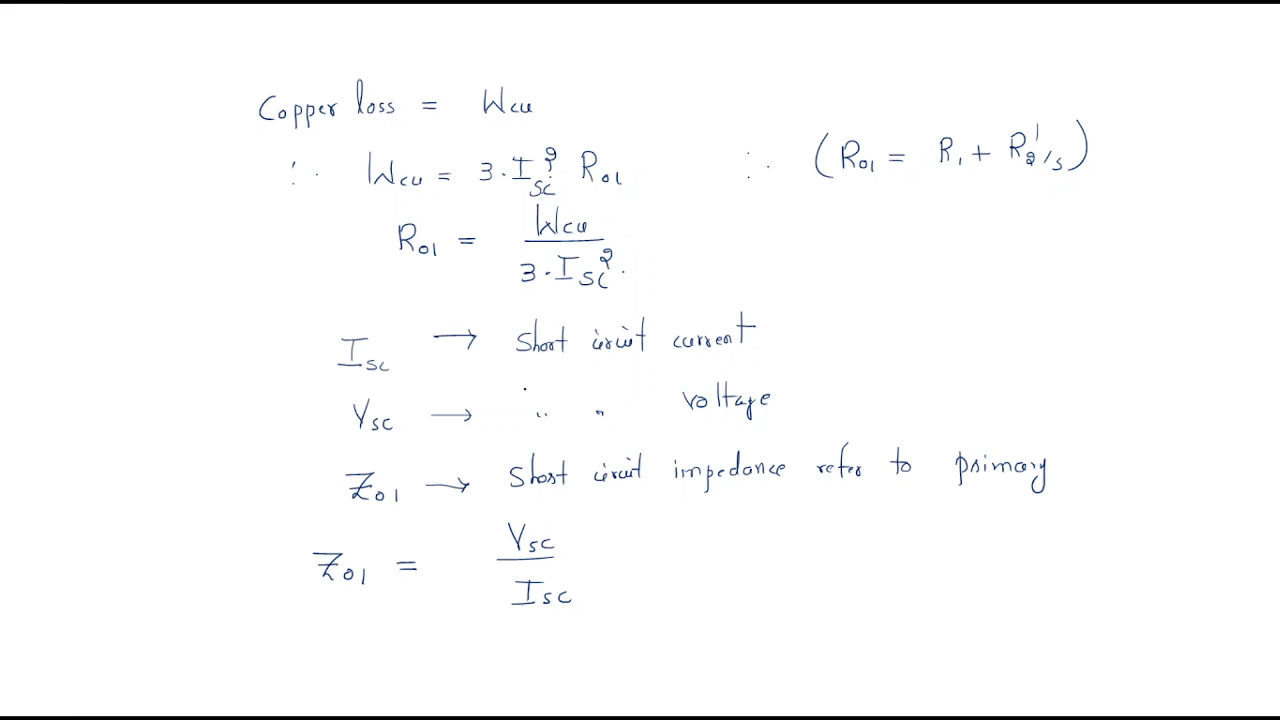 Copper loss = Wcu
∴ Wcu = 3 · I²sc R01 ∴ (R01 = R1 + R2'/s)
R01 = Wcu / 3 · Isc²
Isc → Short circuit current
Vsc → " " voltage
Z01 → Short circuit impedance refer to primary
Z01 = Vsc / Isc